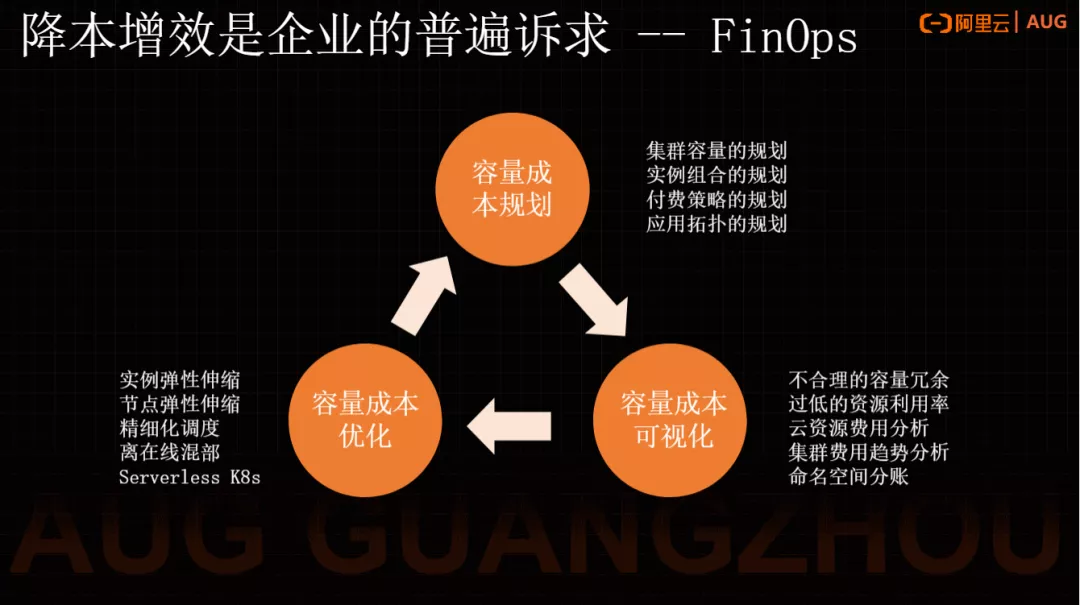 降本增效是企业的普遍诉求 -- FinOps
阿里云 | AUG
容量成
本规划
集群容量的规划
实例组合的规划
付费策略的规划
应用拓扑的规划
实例弹性伸缩
节点弹性伸缩
精细化调度
离在线混部
Serverless K8s
容量成本
优化
容量成本
可视化
不合理的容量冗余
过低的资源利用率
云资源费用分析
集群费用趋势分析
命名空间分账
AUG GUANGZHOU